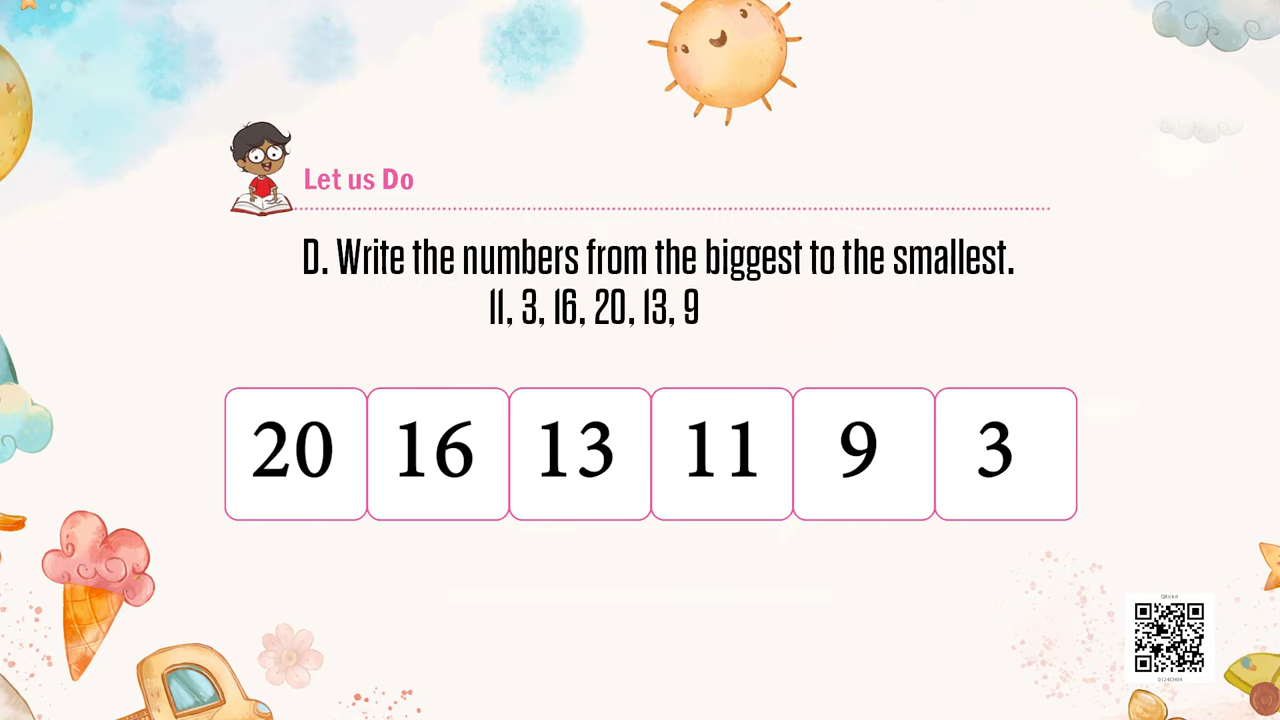 Let us Do
D. Write the numbers from the biggest to the smallest.
11, 3, 16, 20, 13, 9
20 16 13 11 9 3
0124CH04